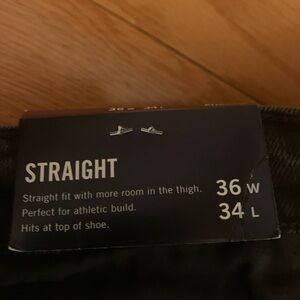 STRAIGHT
Straight fit with more room in the thigh. 36 W
Perfect for athletic build. 34 L
Hits at top of shoe.